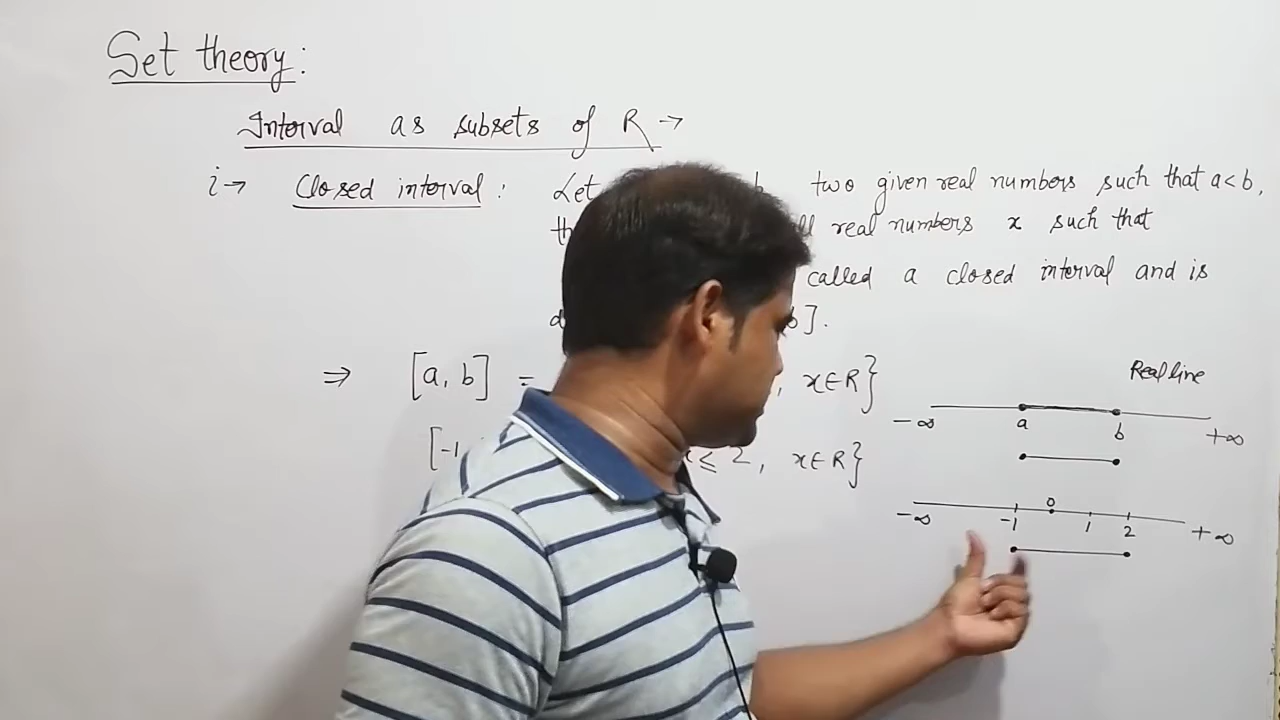 Set theory:
Interval as subsets of R →
i→ Closed interval : Let two given real numbers such that a<b,
real numbers x such that
called a closed interval and is
].
⇒ [a, b] = , x∈R}
[-1 ⩽ 2, x∈R}
Real line
-∞ a b +∞
-∞ -1 0 1 2 +∞